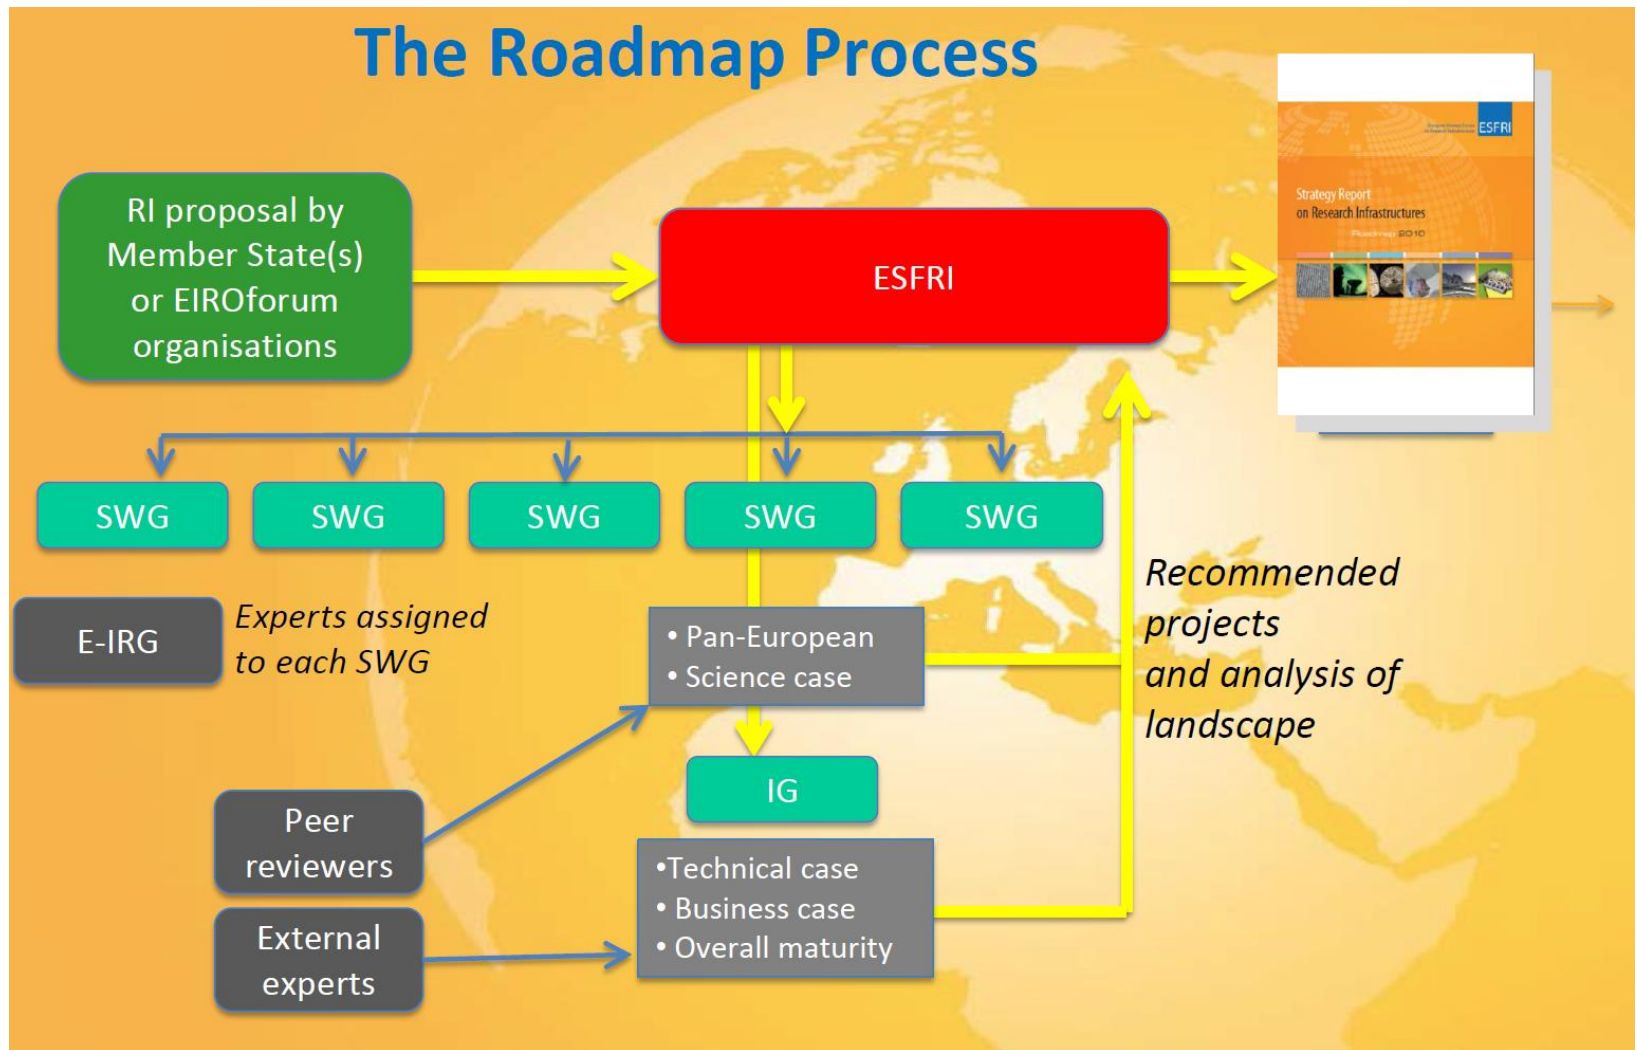 The Roadmap Process
ESFRI
Strategy Report
on Research Infrastructures
Roadmap 2010
RI proposal by
Member State(s)
or EIROforum
organisations
ESFRI
SWG
SWG
SWG
SWG
SWG
E-IRG
Experts assigned
to each SWG
• Pan-European
• Science case
Recommended
projects
and analysis of
landscape
IG
Peer
reviewers
•Technical case
• Business case
• Overall maturity
External
experts